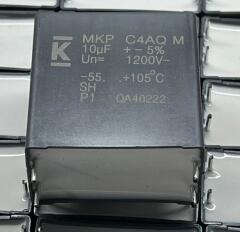 K MKP C4AQ M
10µF + - 5%
Un= 1200V-
-55. .+105°C
SH
P1 QA40222